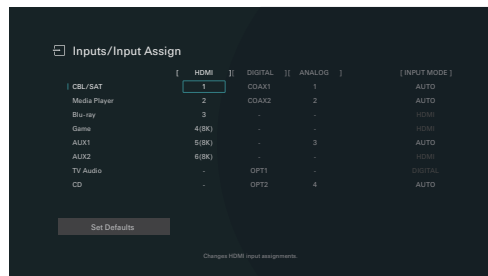 Inputs/Input Assign
[ HDMI ][ DIGITAL ][ ANALOG ] [ INPUT MODE ]
CBL/SAT 1 COAX1 1 AUTO
Media Player 2 COAX2 2 AUTO
Blu-ray 3 - - HDMI
Game 4(8K) - - HDMI
AUX1 5(8K) - 3 AUTO
AUX2 6(8K) - - HDMI
TV Audio - OPT1 - DIGITAL
CD - OPT2 4 AUTO
Set Defaults
Changes HDMI input assignments.